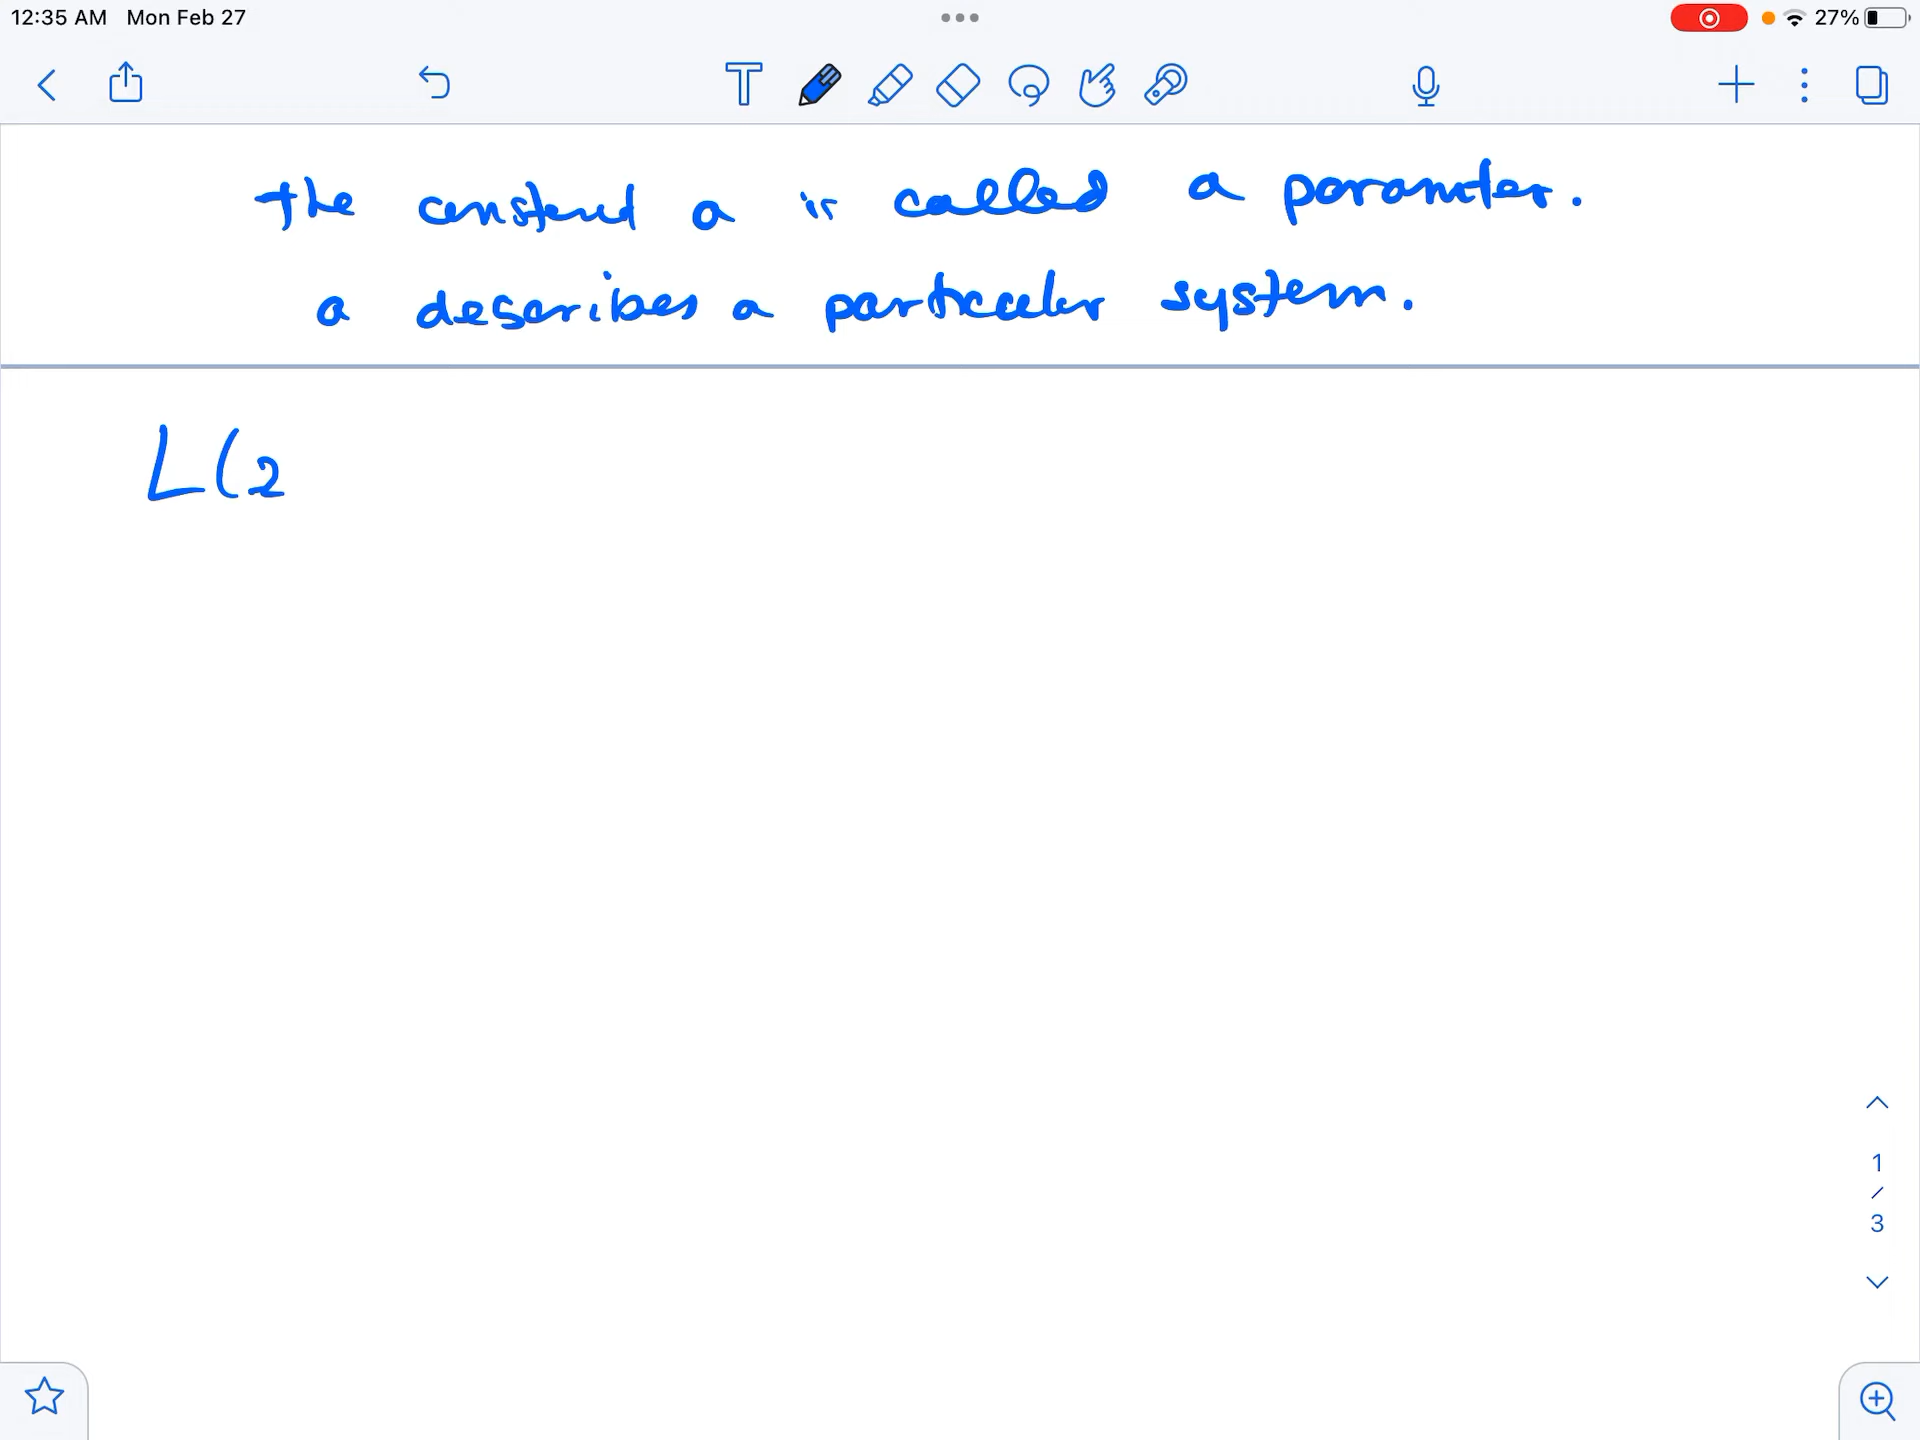 12:35 AM Mon Feb 27
27%
T
the constant a is called a parameter.
a describes a particular system.
L(2
1
/
3